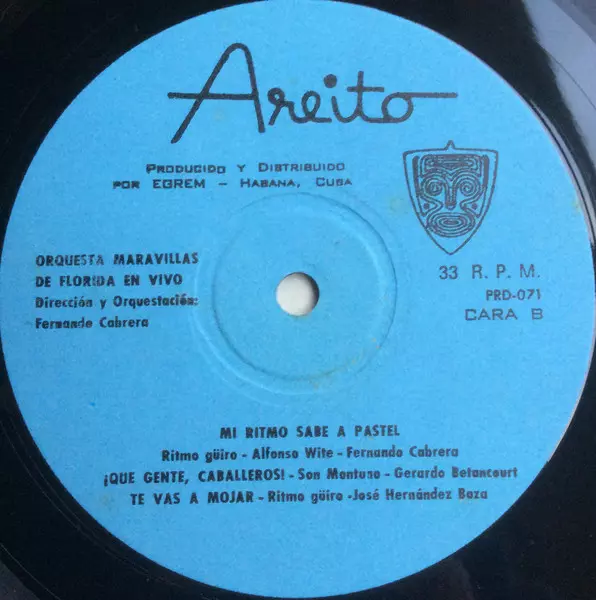 Areito
PRODUCIDO Y DISTRIBUIDO
POR EGREM - HABANA, CUBA
ORQUESTA MARAVILLAS
DE FLORIDA EN VIVO
Dirección y Orquestación:
Fernando Cabrera
33 R. P. M.
PRD-071
CARA B
MI RITMO SABE A PASTEL
Ritmo güiro - Alfonso Wite - Fernando Cabrera
¡QUE GENTE, CABALLEROS! - Son Montuno - Gerardo Betancourt
TE VAS A MOJAR - Ritmo güiro -José Hernández Boza